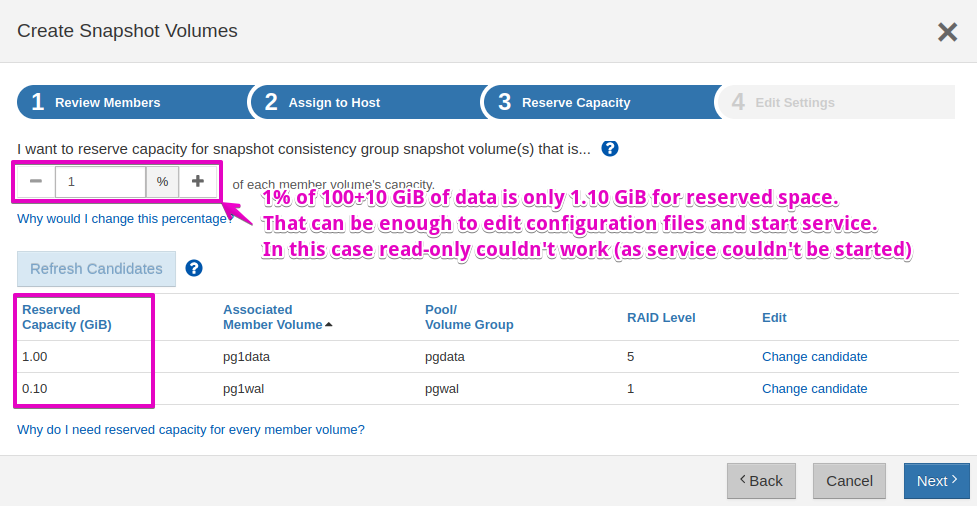 Create Snapshot Volumes
1 Review Members
2 Assign to Host
3 Reserve Capacity
4 Edit Settings
I want to reserve capacity for snapshot consistency group snapshot volume(s) that is...
1 %
of each member volume's capacity.
1% of 100+10 GiB of data is only 1.10 GiB for reserved space.
Why would I change this percentage?
That can be enough to edit configuration files and start service.
In this case read-only couldn't work (as service couldn't be started)
Refresh Candidates
Reserved Capacity (GiB) Associated Member Volume Pool/ Volume Group RAID Level Edit
1.00 pg1data pgdata 5 Change candidate
0.10 pg1wal pgwal 1 Change candidate
Why do I need reserved capacity for every member volume?
Back Cancel Next